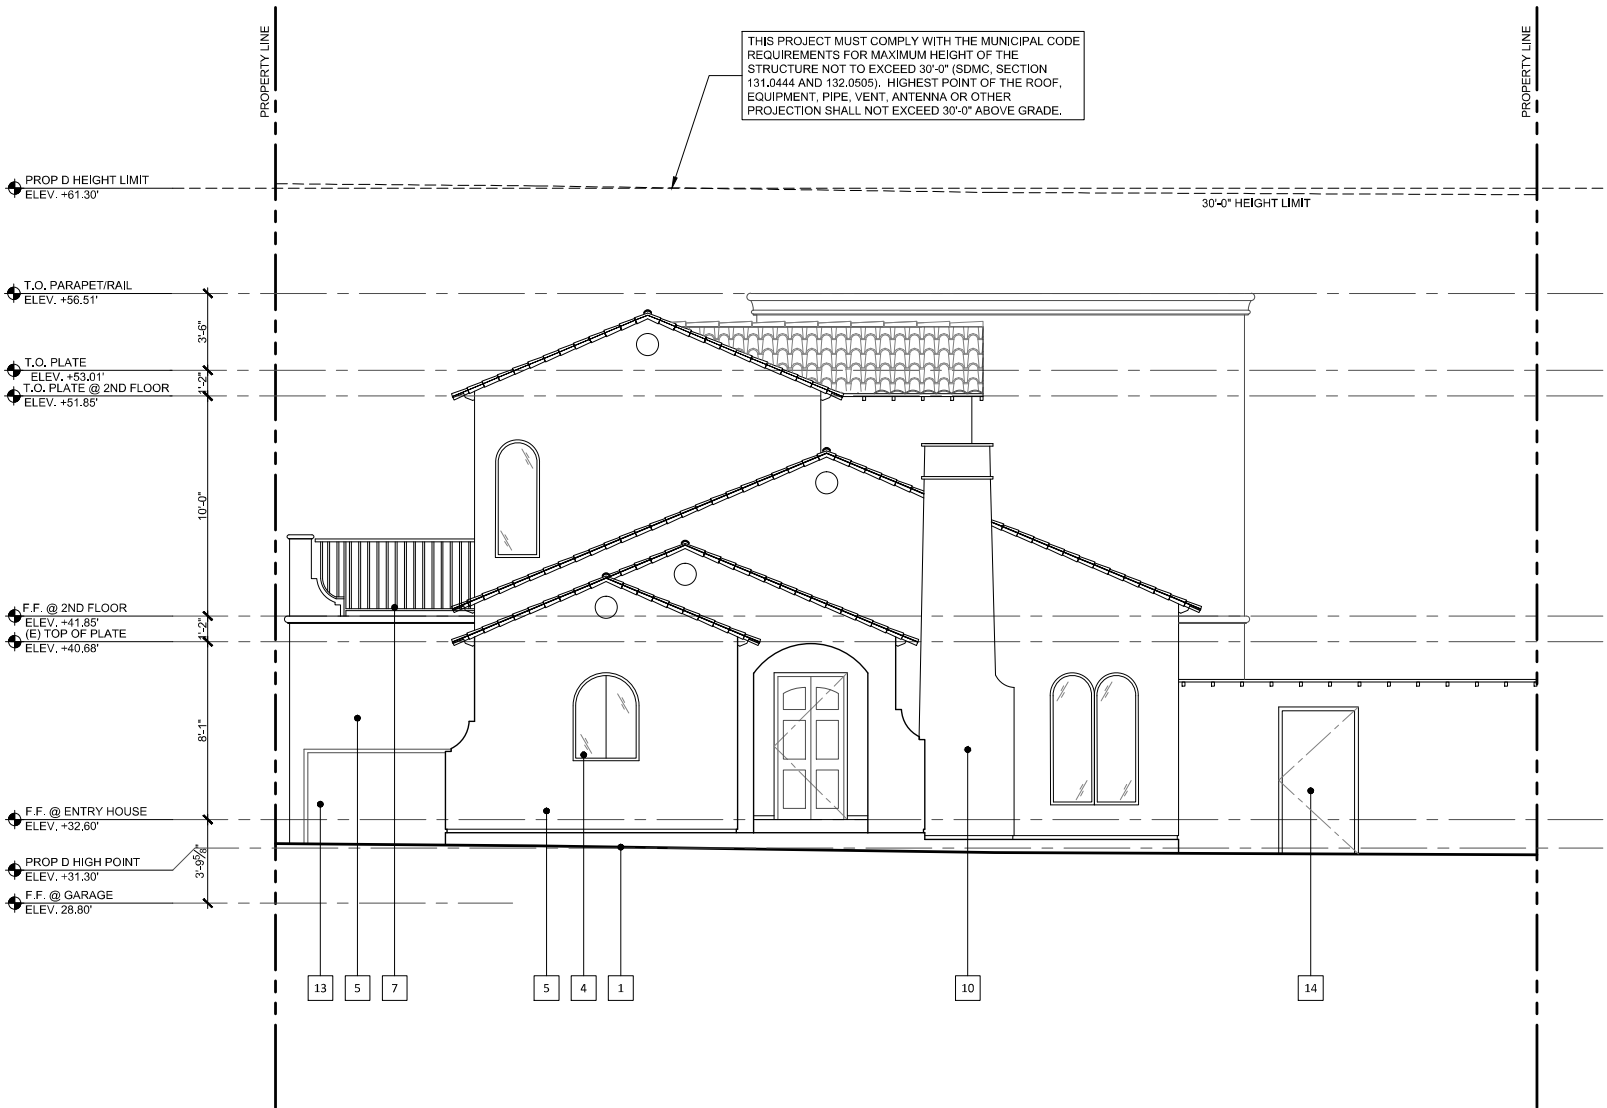 PROPERTY LINE
PROPERTY LINE
THIS PROJECT MUST COMPLY WITH THE MUNICIPAL CODE
REQUIREMENTS FOR MAXIMUM HEIGHT OF THE
STRUCTURE NOT TO EXCEED 30'-0" (SDMC, SECTION
131.0444 AND 132.0505). HIGHEST POINT OF THE ROOF,
EQUIPMENT, PIPE, VENT, ANTENNA OR OTHER
PROJECTION SHALL NOT EXCEED 30'-0" ABOVE GRADE.
PROP D HEIGHT LIMIT
ELEV. +61.30'
30'-0" HEIGHT LIMIT
T.O. PARAPET/RAIL
ELEV. +56.51'
3'-6"
T.O. PLATE
ELEV. +53.01'
1'-2"
T.O. PLATE @ 2ND FLOOR
ELEV. +51.85'
10'-0"
F.F. @ 2ND FLOOR
ELEV. +41.85'
1'-2"
(E) TOP OF PLATE
ELEV. +40.68'
8'-1"
F.F. @ ENTRY HOUSE
ELEV. +32.60'
3'-9 5/8"
PROP D HIGH POINT
ELEV. +31.30'
F.F. @ GARAGE
ELEV. 28.80'
13 5 7 5 4 1 10 14